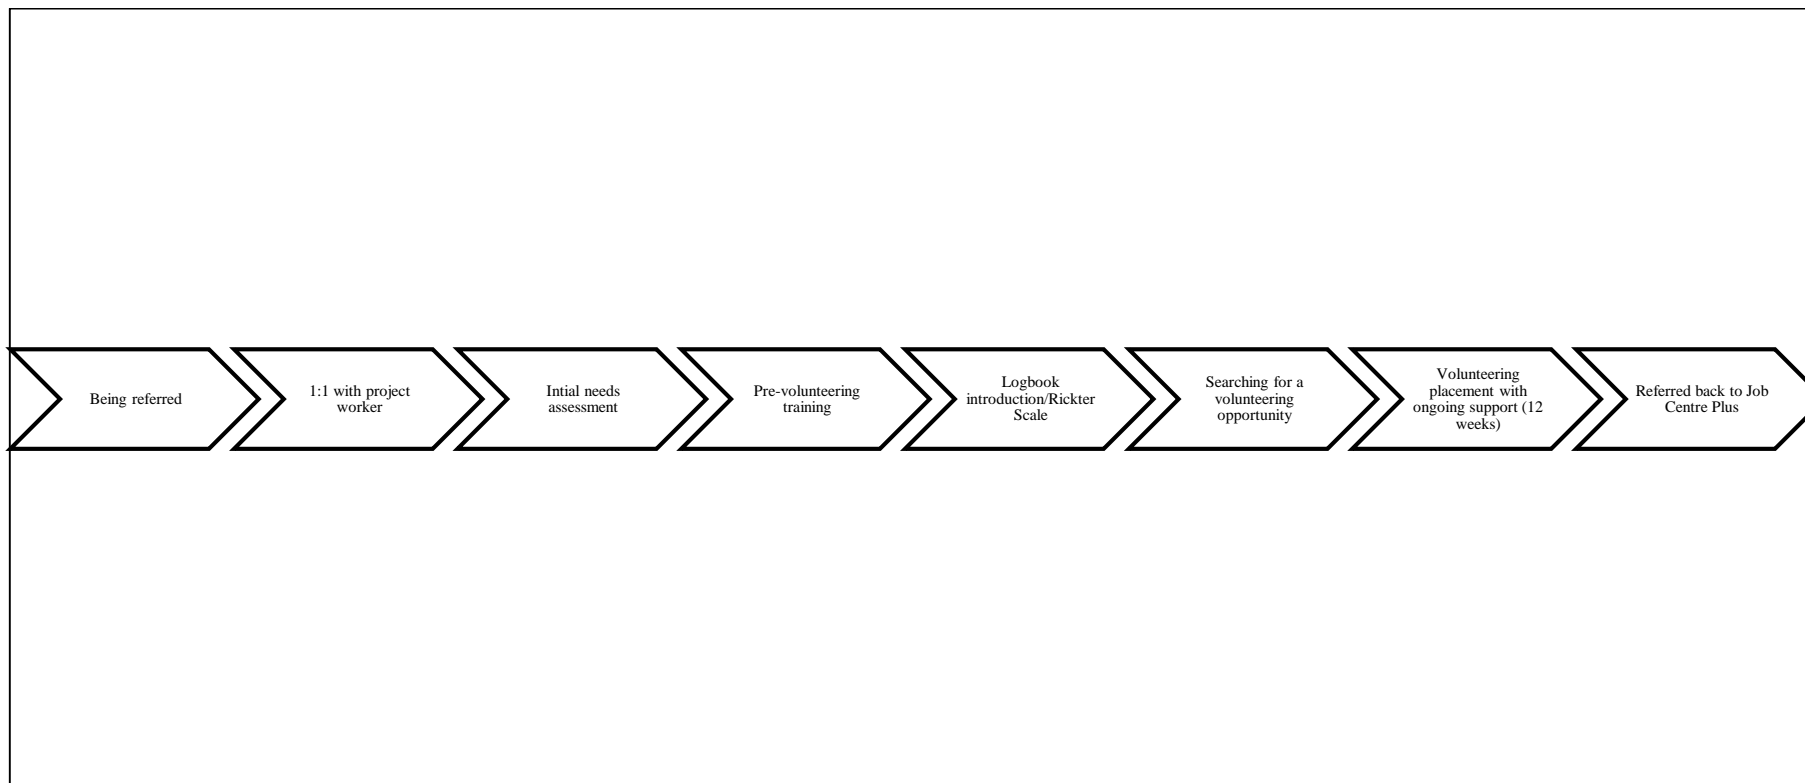 Being referred
1:1 with project
worker
Intial needs
assessment
Pre-volunteering
training
Logbook
introduction/Rickter
Scale
Searching for a
volunteering
opportunity
Volunteering
placement with
ongoing support (12
weeks)
Referred back to Job
Centre Plus